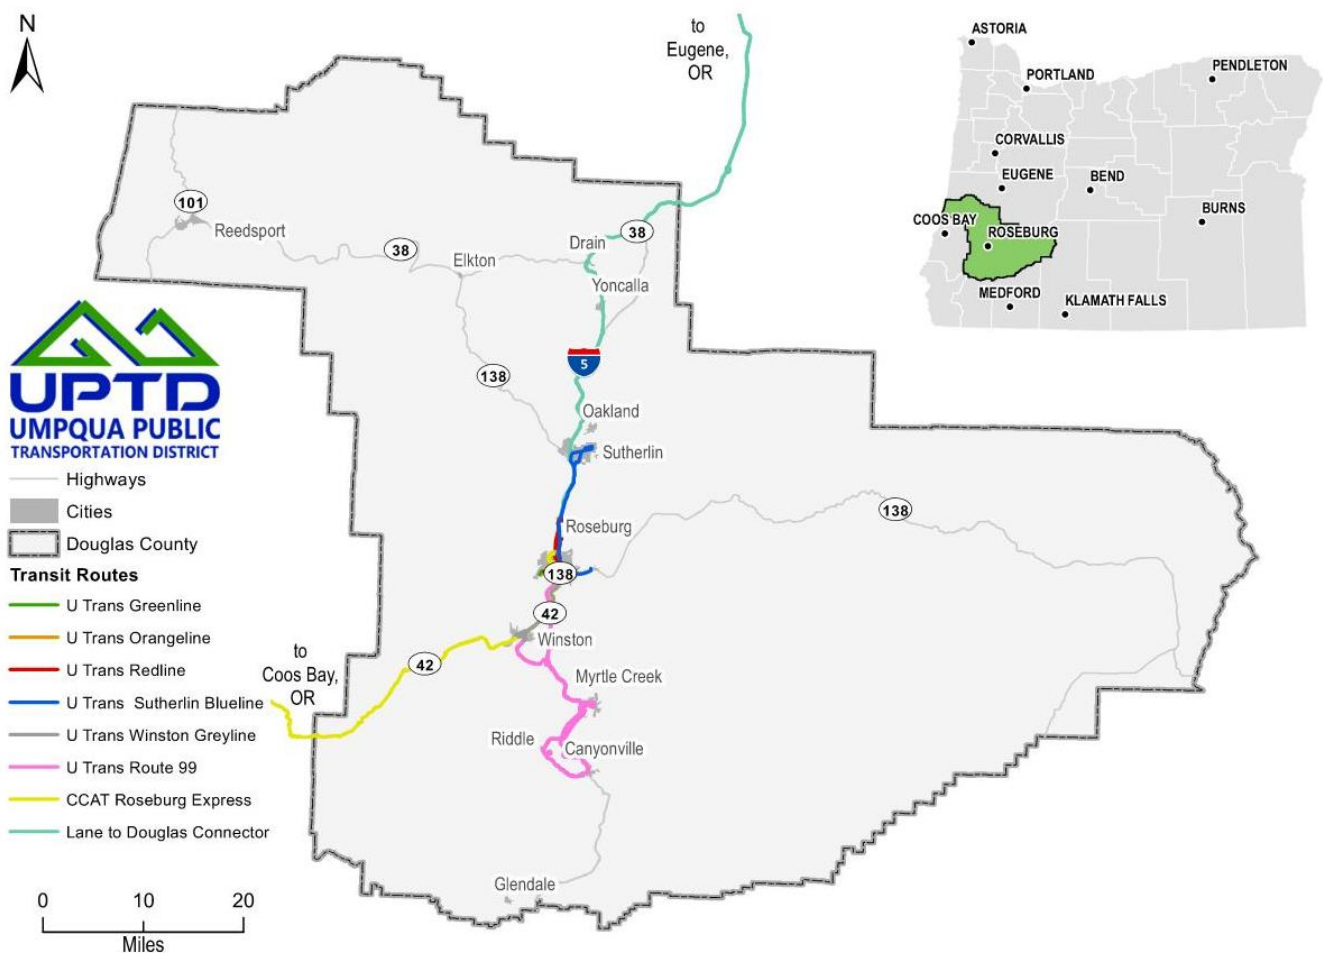 N
to
Eugene,
OR
ASTORIA
PORTLAND
PENDLETON
CORVALLIS
EUGENE
BEND
COOS BAY
ROSEBURG
BURNS
MEDFORD
KLAMATH FALLS
101
Reedsport
38
Elkton
38
Drain
Yoncalla
138
5
Oakland
Sutherlin
Roseburg
138
138
42
Winston
42
to
Coos Bay,
OR
Myrtle Creek
Riddle
Canyonville
Glendale
UPTD
UMPQUA PUBLIC
TRANSPORTATION DISTRICT
Highways
Cities
Douglas County
Transit Routes
U Trans Greenline
U Trans Orangeline
U Trans Redline
U Trans Sutherlin Blueline
U Trans Winston Greyline
U Trans Route 99
CCAT Roseburg Express
Lane to Douglas Connector
0 10 20
Miles